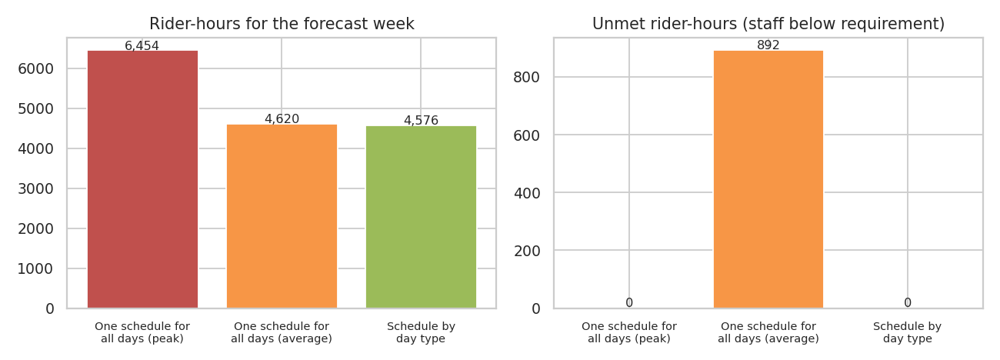 Rider-hours for the forecast week
6,454
4,620
4,576
6000
5000
4000
3000
2000
1000
0
One schedule for
all days (peak)
One schedule for
all days (average)
Schedule by
day type
Unmet rider-hours (staff below requirement)
892
0
0
800
600
400
200
0
One schedule for
all days (peak)
One schedule for
all days (average)
Schedule by
day type